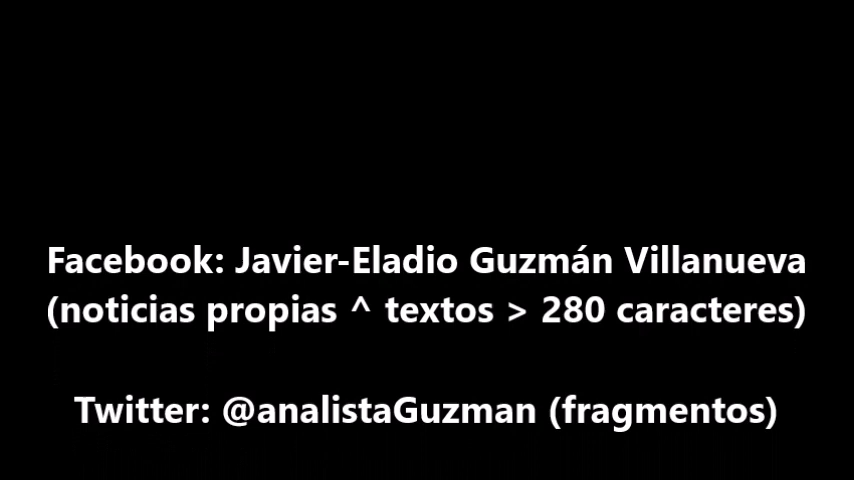 Facebook: Javier-Eladio Guzmán Villanueva
(noticias propias ^ textos > 280 caracteres)
Twitter: @analistaGuzman (fragmentos)